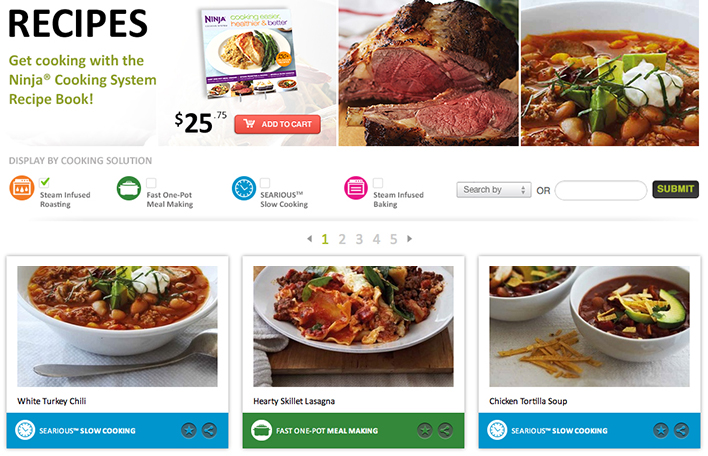 RECIPES
Get cooking with the
Ninja® Cooking System
Recipe Book!
NINJA
cooking easier,
healthier & better
$25.75
ADD TO CART
DISPLAY BY COOKING SOLUTION
Steam Infused
Roasting
Fast One-Pot
Meal Making
SEARIOUS™
Slow Cooking
Steam Infused
Baking
Search by
OR
SUBMIT
1 2 3 4 5
White Turkey Chili
SEARIOUS™ SLOW COOKING
Hearty Skillet Lasagna
FAST ONE-POT MEAL MAKING
Chicken Tortilla Soup
SEARIOUS™ SLOW COOKING